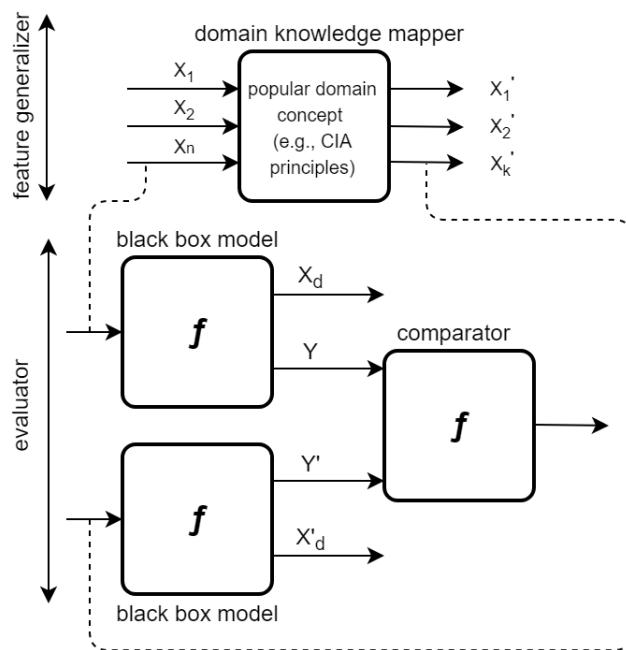 domain knowledge mapper
feature generalizer
X1
X2
Xn
popular domain
concept
(e.g., CIA
principles)
X1'
X2'
Xk'
black box model
evaluator
f
Xd
Y
comparator
f
f
Y'
X'd
black box model